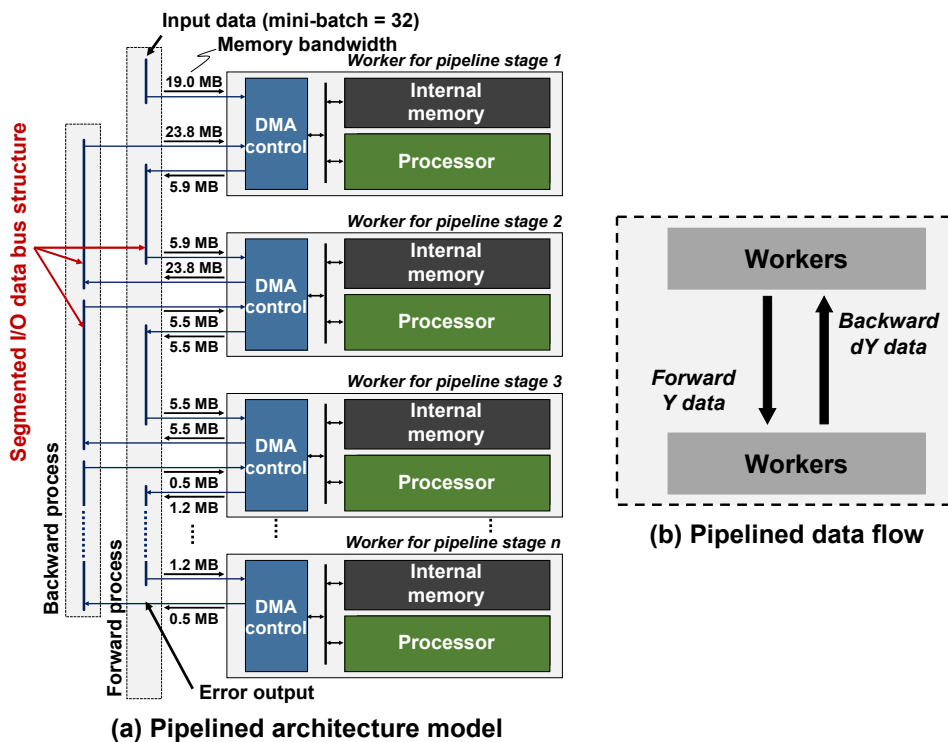 Input data (mini-batch = 32)
Memory bandwidth
Segmented I/O data bus structure
Backward process
Forward process
Worker for pipeline stage 1
19.0 MB
23.8 MB
5.9 MB
DMA
control
Internal
memory
Processor
Worker for pipeline stage 2
5.9 MB
23.8 MB
5.5 MB
5.5 MB
DMA
control
Internal
memory
Processor
Worker for pipeline stage 3
5.5 MB
5.5 MB
0.5 MB
1.2 MB
DMA
control
Internal
memory
Processor
Worker for pipeline stage n
1.2 MB
0.5 MB
DMA
control
Internal
memory
Processor
Error output
(a) Pipelined architecture model
Workers
Backward
dY data
Forward
Y data
Workers
(b) Pipelined data flow